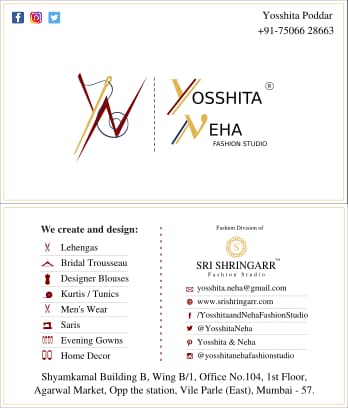 Yosshita Poddar
+91-75066 28663
YOSSHITA ®
NEHA
FASHION STUDIO
We create and design:
Lehengas
Bridal Trousseau
Designer Blouses
Kurtis / Tunics
Men's Wear
Saris
Evening Gowns
Home Decor
Fashion Division of
S
SRI SHRINGARR™
Fashion Studio
yosshita.neha@gmail.com
www.srishringarr.com
/YosshitaandNehaFashionStudio
@YosshitaNeha
Yosshita & Neha
@yosshitanehafashionstudio
Shyamkamal Building B, Wing B/1, Office No.104, 1st Floor,
Agarwal Market, Opp the station, Vile Parle (East), Mumbai - 57.